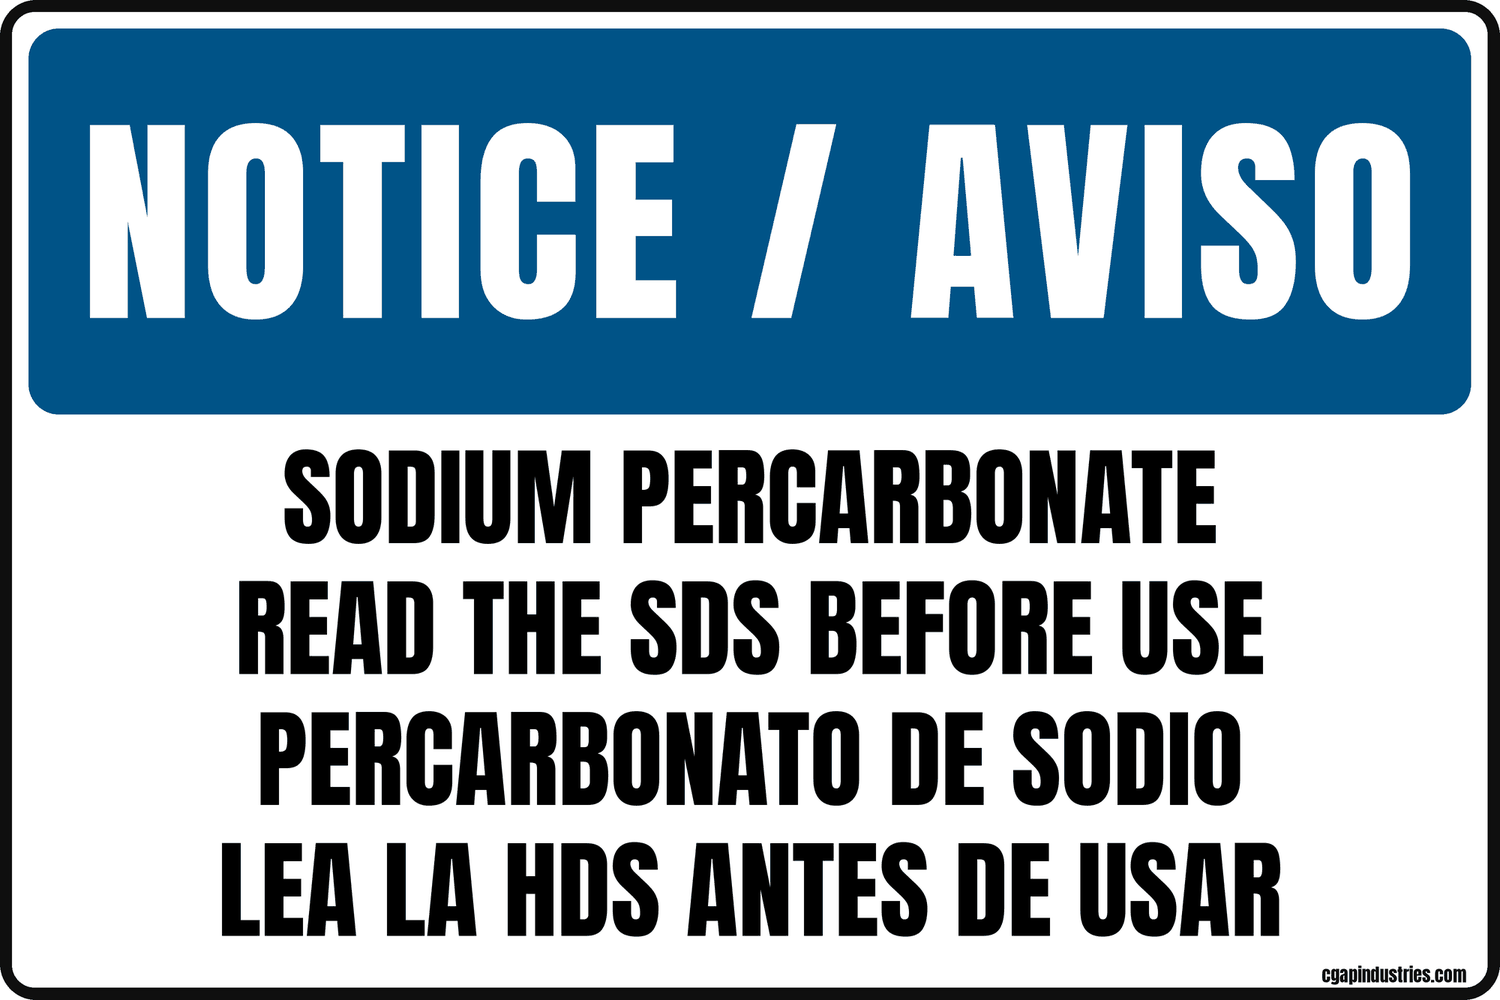 NOTICE / AVISO
SODIUM PERCARBONATE
READ THE SDS BEFORE USE
PERCARBONATO DE SODIO
LEA LA HDS ANTES DE USAR
cgapindustries.com